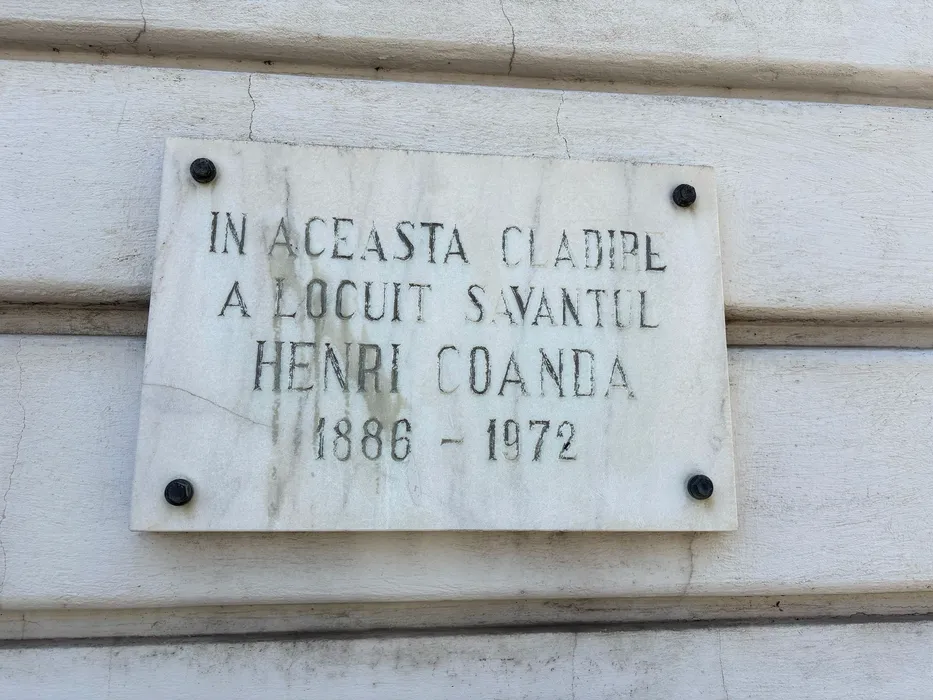 IN ACEASTA CLADIRE
A LOCUIT SAVANTUL
HENRI COANDA
1886 - 1972